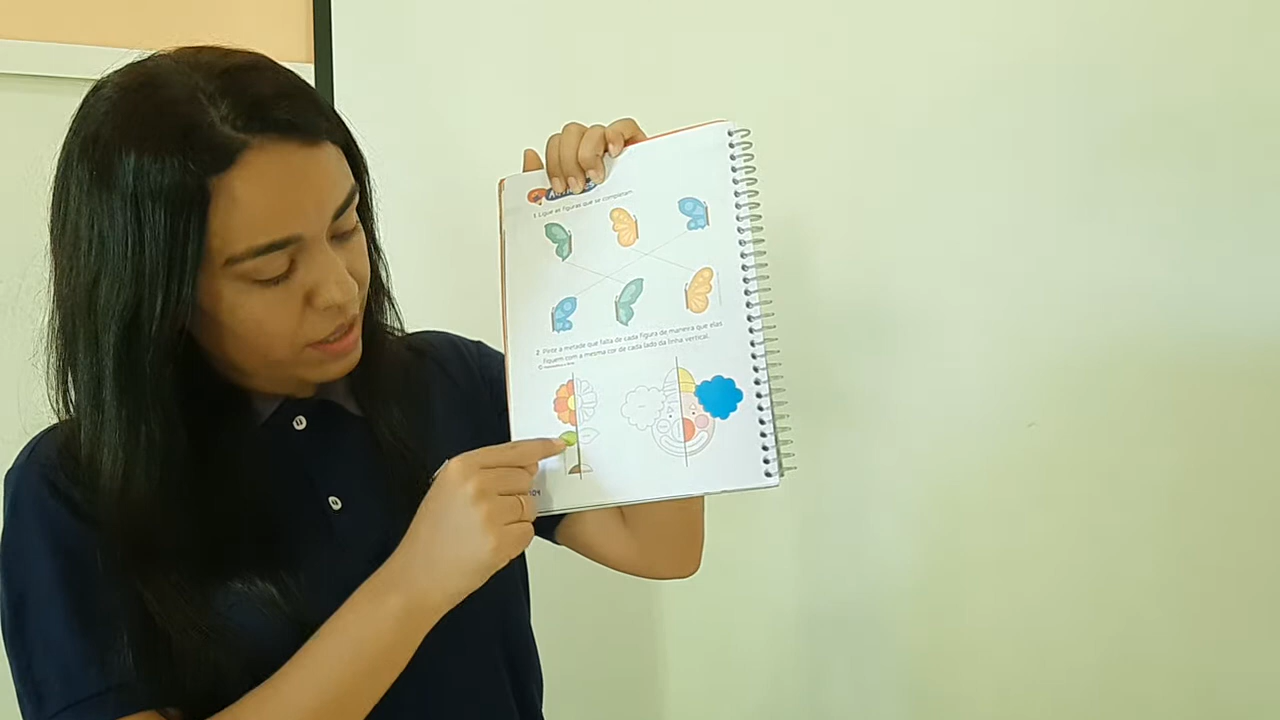 1 Ligue as figuras que se completam.
2 Pinte a metade que falta de cada figura de maneira que elas
fiquem com a mesma cor de cada lado da linha vertical.
109